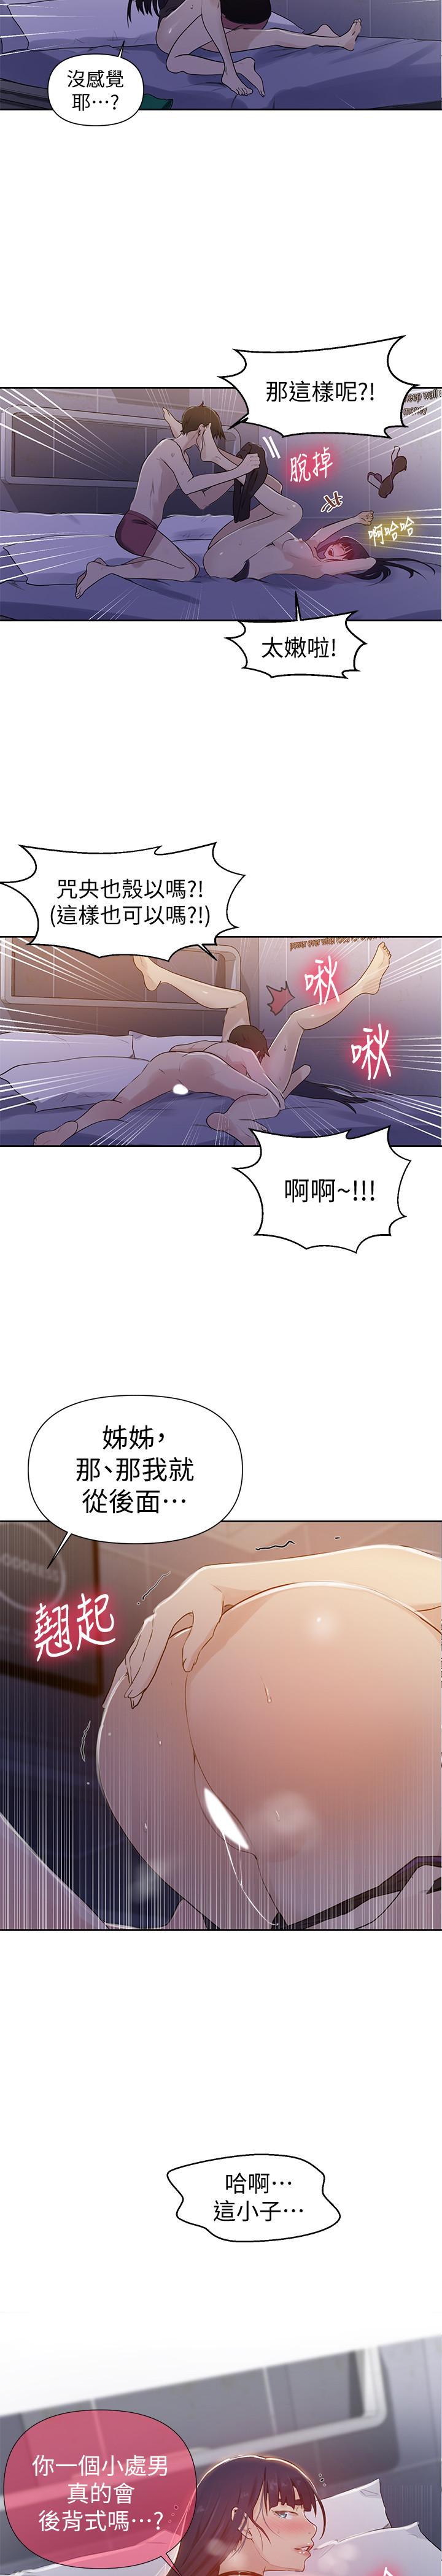 沒感覺
耶…?
那這樣呢?!
脫掉
啊哈哈
太嫩啦!
咒央也殼以嗎?!
(這樣也可以嗎?!)
啾
啾
啊啊~!!!
姊姊，
那、那我就
從後面…
翹起
哈啊…
這小子…
你一個小處男
真的會
後背式嗎…?